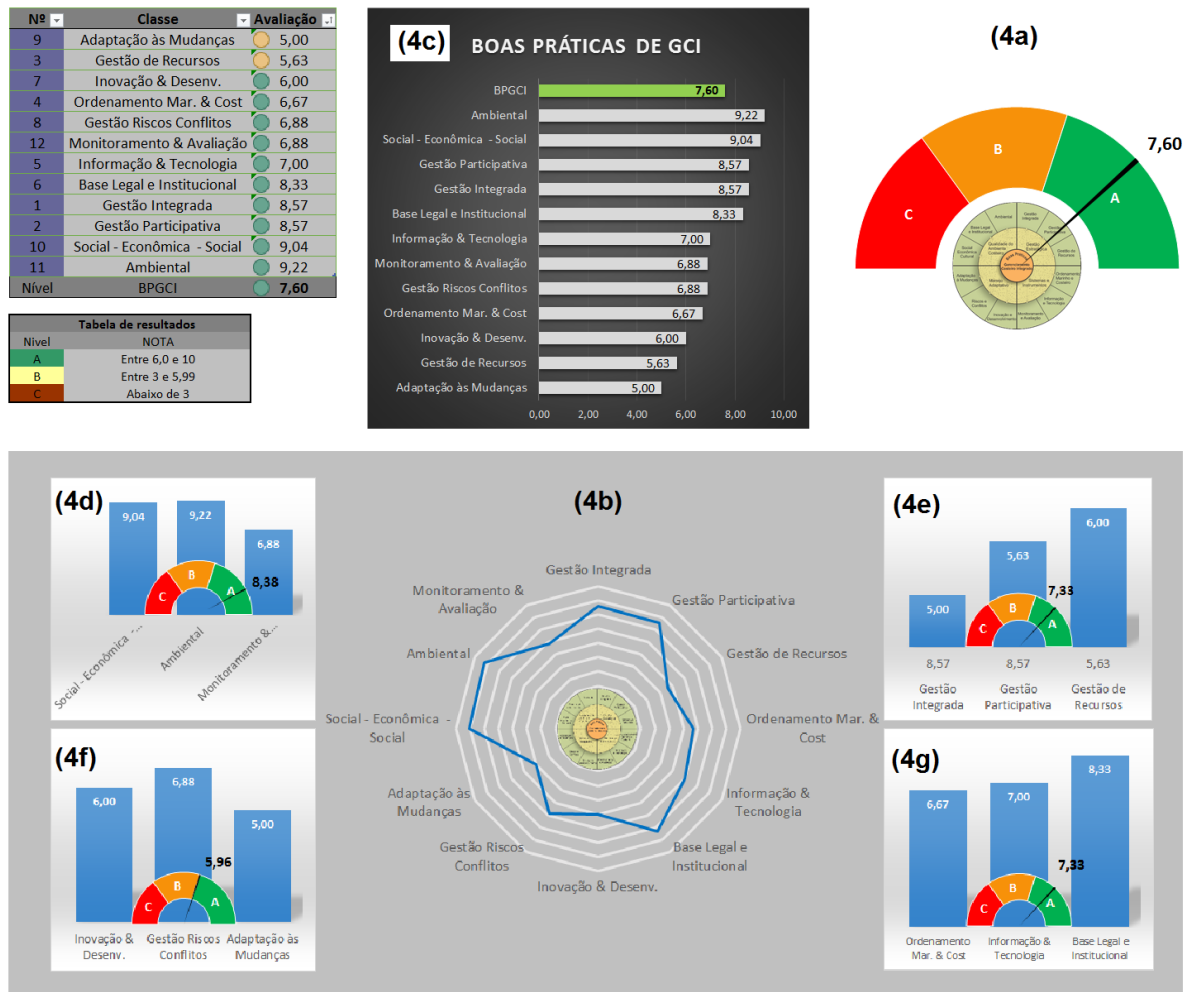 Nº Classe Avaliação
9 Adaptação às Mudanças 5,00
3 Gestão de Recursos 5,63
7 Inovação & Desenv. 6,00
4 Ordenamento Mar. & Cost 6,67
8 Gestão Riscos Conflitos 6,88
12 Monitoramento & Avaliação 6,88
5 Informação & Tecnologia 7,00
6 Base Legal e Institucional 8,33
1 Gestão Integrada 8,57
2 Gestão Participativa 8,57
10 Social - Econômica - Social 9,04
11 Ambiental 9,22
Nível BPGCI 7,60
Tabela de resultados
Nivel NOTA
A Entre 6,0 e 10
B Entre 3 e 5,99
C Abaixo de 3
(4c) BOAS PRÁTICAS DE GCI
BPGCI 7,60
Ambiental 9,22
Social - Econômica - Social 9,04
Gestão Participativa 8,57
Gestão Integrada 8,57
Base Legal e Institucional 8,33
Informação & Tecnologia 7,00
Monitoramento & Avaliação 6,88
Gestão Riscos Conflitos 6,88
Ordenamento Mar. & Cost 6,67
Inovação & Desenv. 6,00
Gestão de Recursos 5,63
Adaptação às Mudanças 5,00
0,00 2,00 4,00 6,00 8,00 10,00
(4a)
7,60
C B A
(4d)
9,04 9,22 6,88
C B A 8,38
Social - Econômica -...
Ambiental
Monitoramento &...
(4b)
Gestão Integrada
Gestão Participativa
Gestão de Recursos
Ordenamento Mar. &
Cost
Informação &
Tecnologia
Base Legal e
Institucional
Inovação & Desenv.
Gestão Riscos
Conflitos
Adaptação às
Mudanças
Social - Econômica -
Social
Ambiental
Monitoramento &
Avaliação
(4e)
5,00 5,63 6,00
C B A 7,33
8,57 8,57 5,63
Gestão Gestão Gestão de
Integrada Participativa Recursos
(4f)
6,00 6,88 5,00
C B A 5,96
Inovação & Gestão Riscos Adaptação às
Desenv. Conflitos Mudanças
(4g)
6,67 7,00 8,33
C B A 7,33
Ordenamento Informação & Base Legal e
Mar. & Cost Tecnologia Institucional